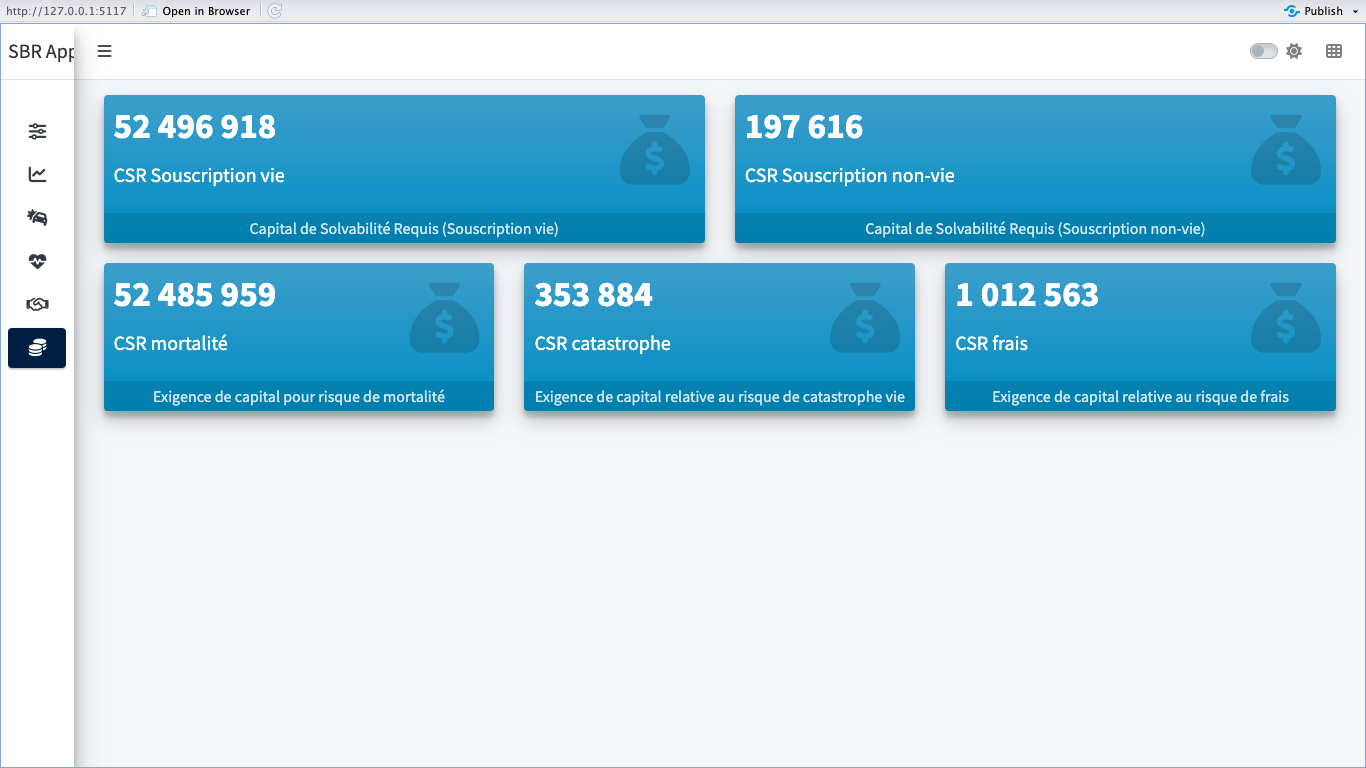 http://127.0.0.1:5117 Open in Browser Publish
SBR App
52 496 918
CSR Souscription vie
Capital de Solvabilité Requis (Souscription vie)
197 616
CSR Souscription non-vie
Capital de Solvabilité Requis (Souscription non-vie)
52 485 959
CSR mortalité
Exigence de capital pour risque de mortalité
353 884
CSR catastrophe
Exigence de capital relative au risque de catastrophe vie
1 012 563
CSR frais
Exigence de capital relative au risque de frais